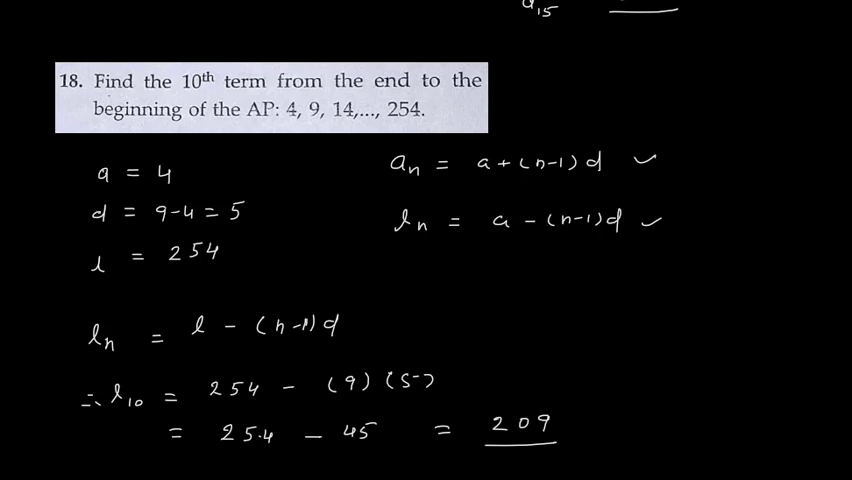 a₁₅
18. Find the 10th term from the end to the
beginning of the AP: 4, 9, 14,..., 254.
a = 4
aₙ = a + (n-1) d ✓
d = 9-4 = 5
lₙ = a - (n-1)d ✓
l = 254
lₙ = l - (n-1)d
∴ l₁₀ = 254 - (9) (5)
= 254 - 45 = 209